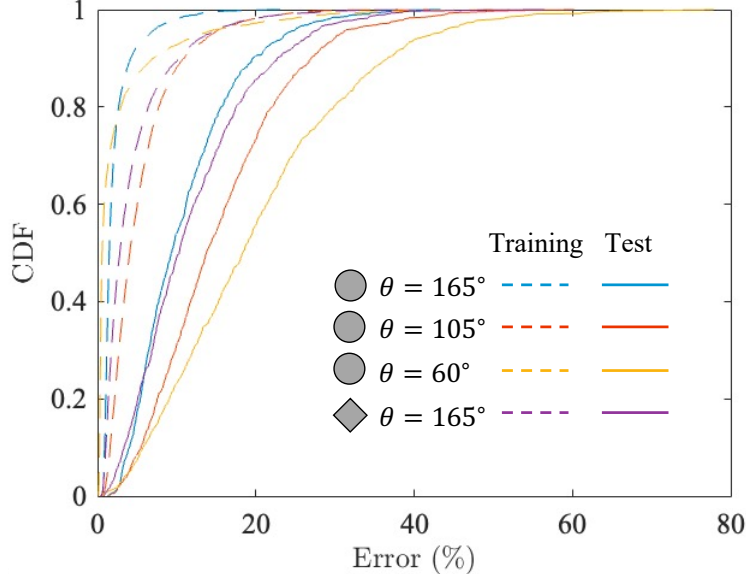 1
0.8
0.6
0.4
0.2
0
CDF
Training Test
θ = 165°
θ = 105°
θ = 60°
θ = 165°
0 20 40 60 80
Error (%)